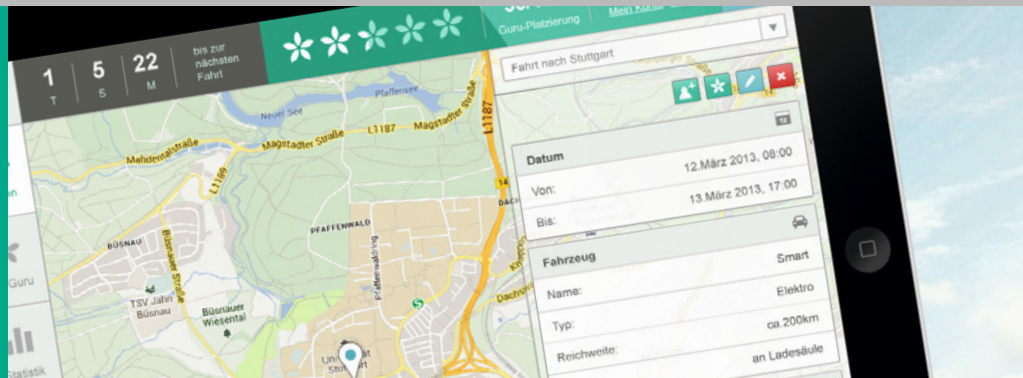 1 5 22
T S M
bis zur
nächsten
Fahrt
Guru-Platzierung
Mein Konto
Fahrt nach Stuttgart
12
Datum
Von: 12.März 2013, 08:00
Bis: 13.März 2013, 17:00
Fahrzeug
Name: Smart
Typ: Elektro
Reichweite: ca.200km
an Ladesäule
Guru
Statistik
Pfaffensee
Neuer See
Mahdentalstraße
Magstadter Straße
L1187
Magstadter Straße
L1187
L1189
14
PFAFFENWALD
Pfaffenwaldring
BÜSNAU
Büsnauer Straße
TSV Jahn
Büsnau
Büsnauer
Wiesental
S